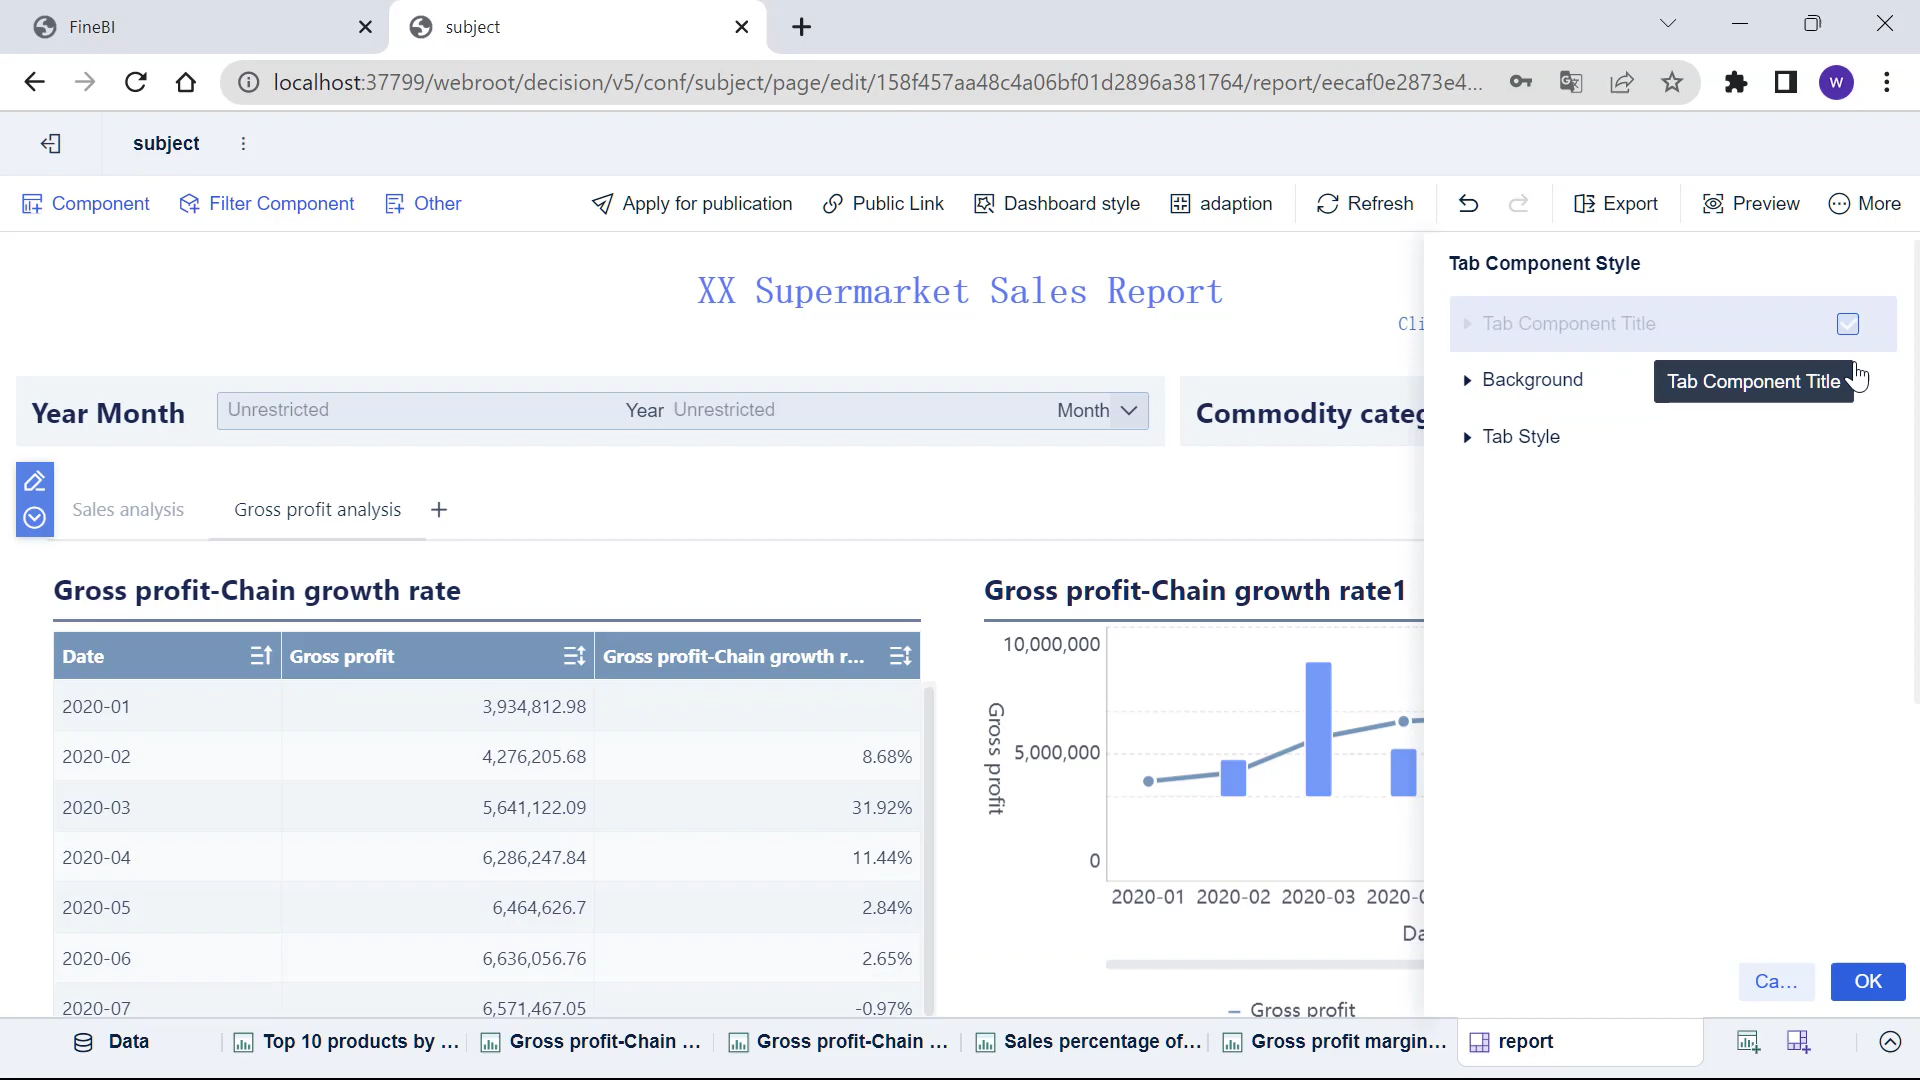 FineBI
subject
localhost:37799/webroot/decision/v5/conf/subject/page/edit/158f457aa48c4a06bf01d2896a381764/report/eecaf0e2873e4...
W
subject
Component
Filter Component
Other
Apply for publication
Public Link
Dashboard style
adaption
Refresh
Export
Preview
More
XX Supermarket Sales Report
Cli
Year Month
Unrestricted
Year
Unrestricted
Month
Commodity categ
Sales analysis
Gross profit analysis
Tab Component Style
Tab Component Title
Background
Tab Component Title
Tab Style
Gross profit-Chain growth rate
Date
Gross profit
Gross profit-Chain growth r...
2020-01 3,934,812.98
2020-02 4,276,205.68 8.68%
2020-03 5,641,122.09 31.92%
2020-04 6,286,247.84 11.44%
2020-05 6,464,626.7 2.84%
2020-06 6,636,056.76 2.65%
2020-07 6,571,467.05 -0.97%
Gross profit-Chain growth rate1
10,000,000
5,000,000
0
Gross profit
2020-01 2020-02 2020-03 2020-0
Da
Gross profit
Ca...
OK
Data
Top 10 products by ...
Gross profit-Chain ...
Gross profit-Chain ...
Sales percentage of...
Gross profit margin...
report